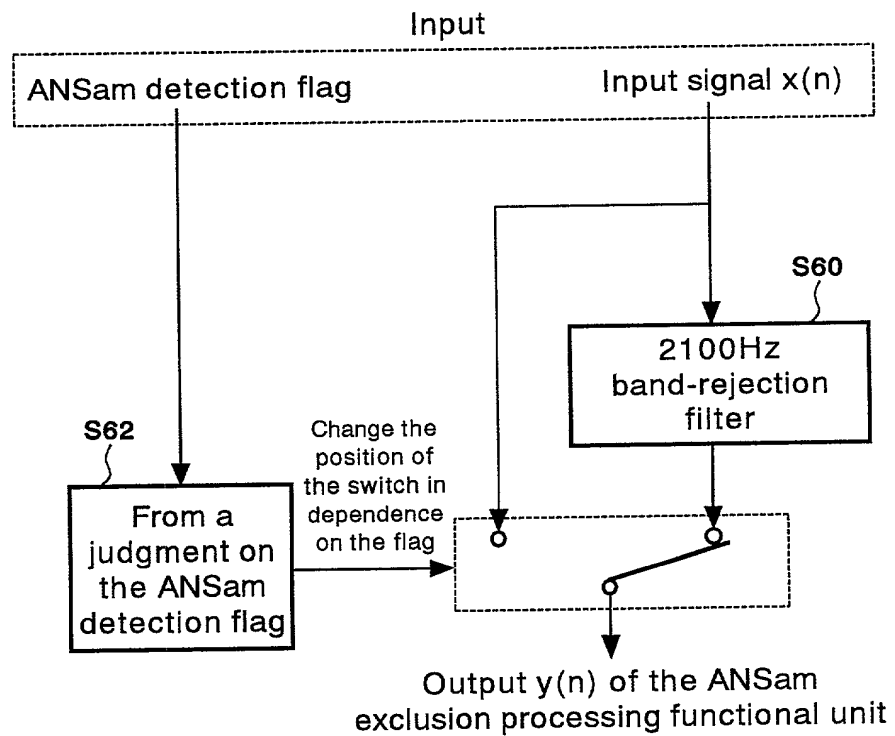 Input
ANSam detection flag
Input signal x(n)
S60
2100Hz
band-rejection
filter
S62
Change the
position of
the switch in
dependence
on the flag
From a
judgment on
the ANSam
detection flag
Output y(n) of the ANSam
exclusion processing functional unit